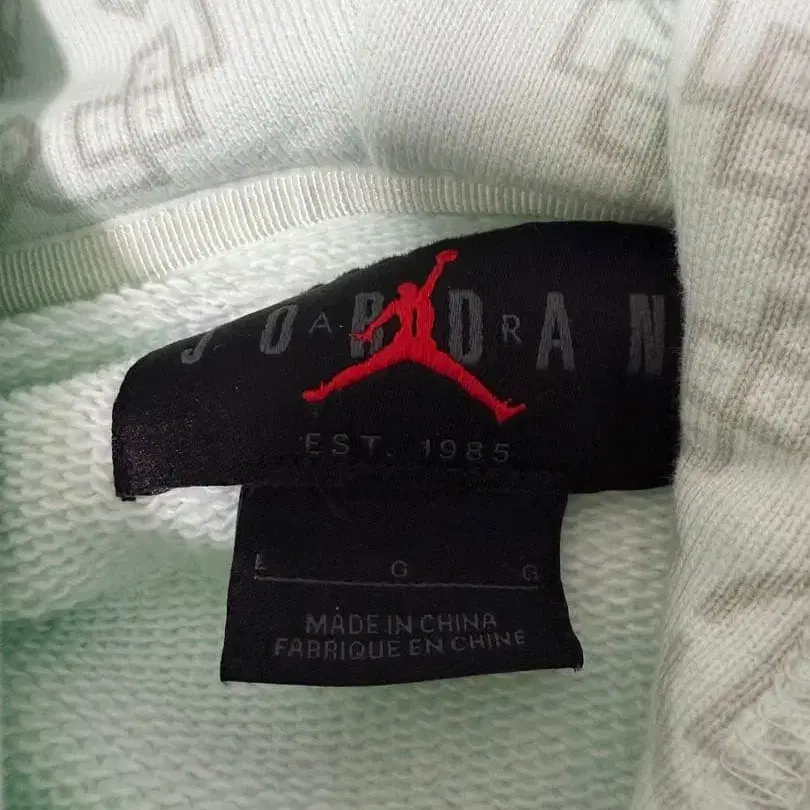 JORDAN
AIR
EST. 1985
L G G
MADE IN CHINA
FABRIQUE EN CHINE